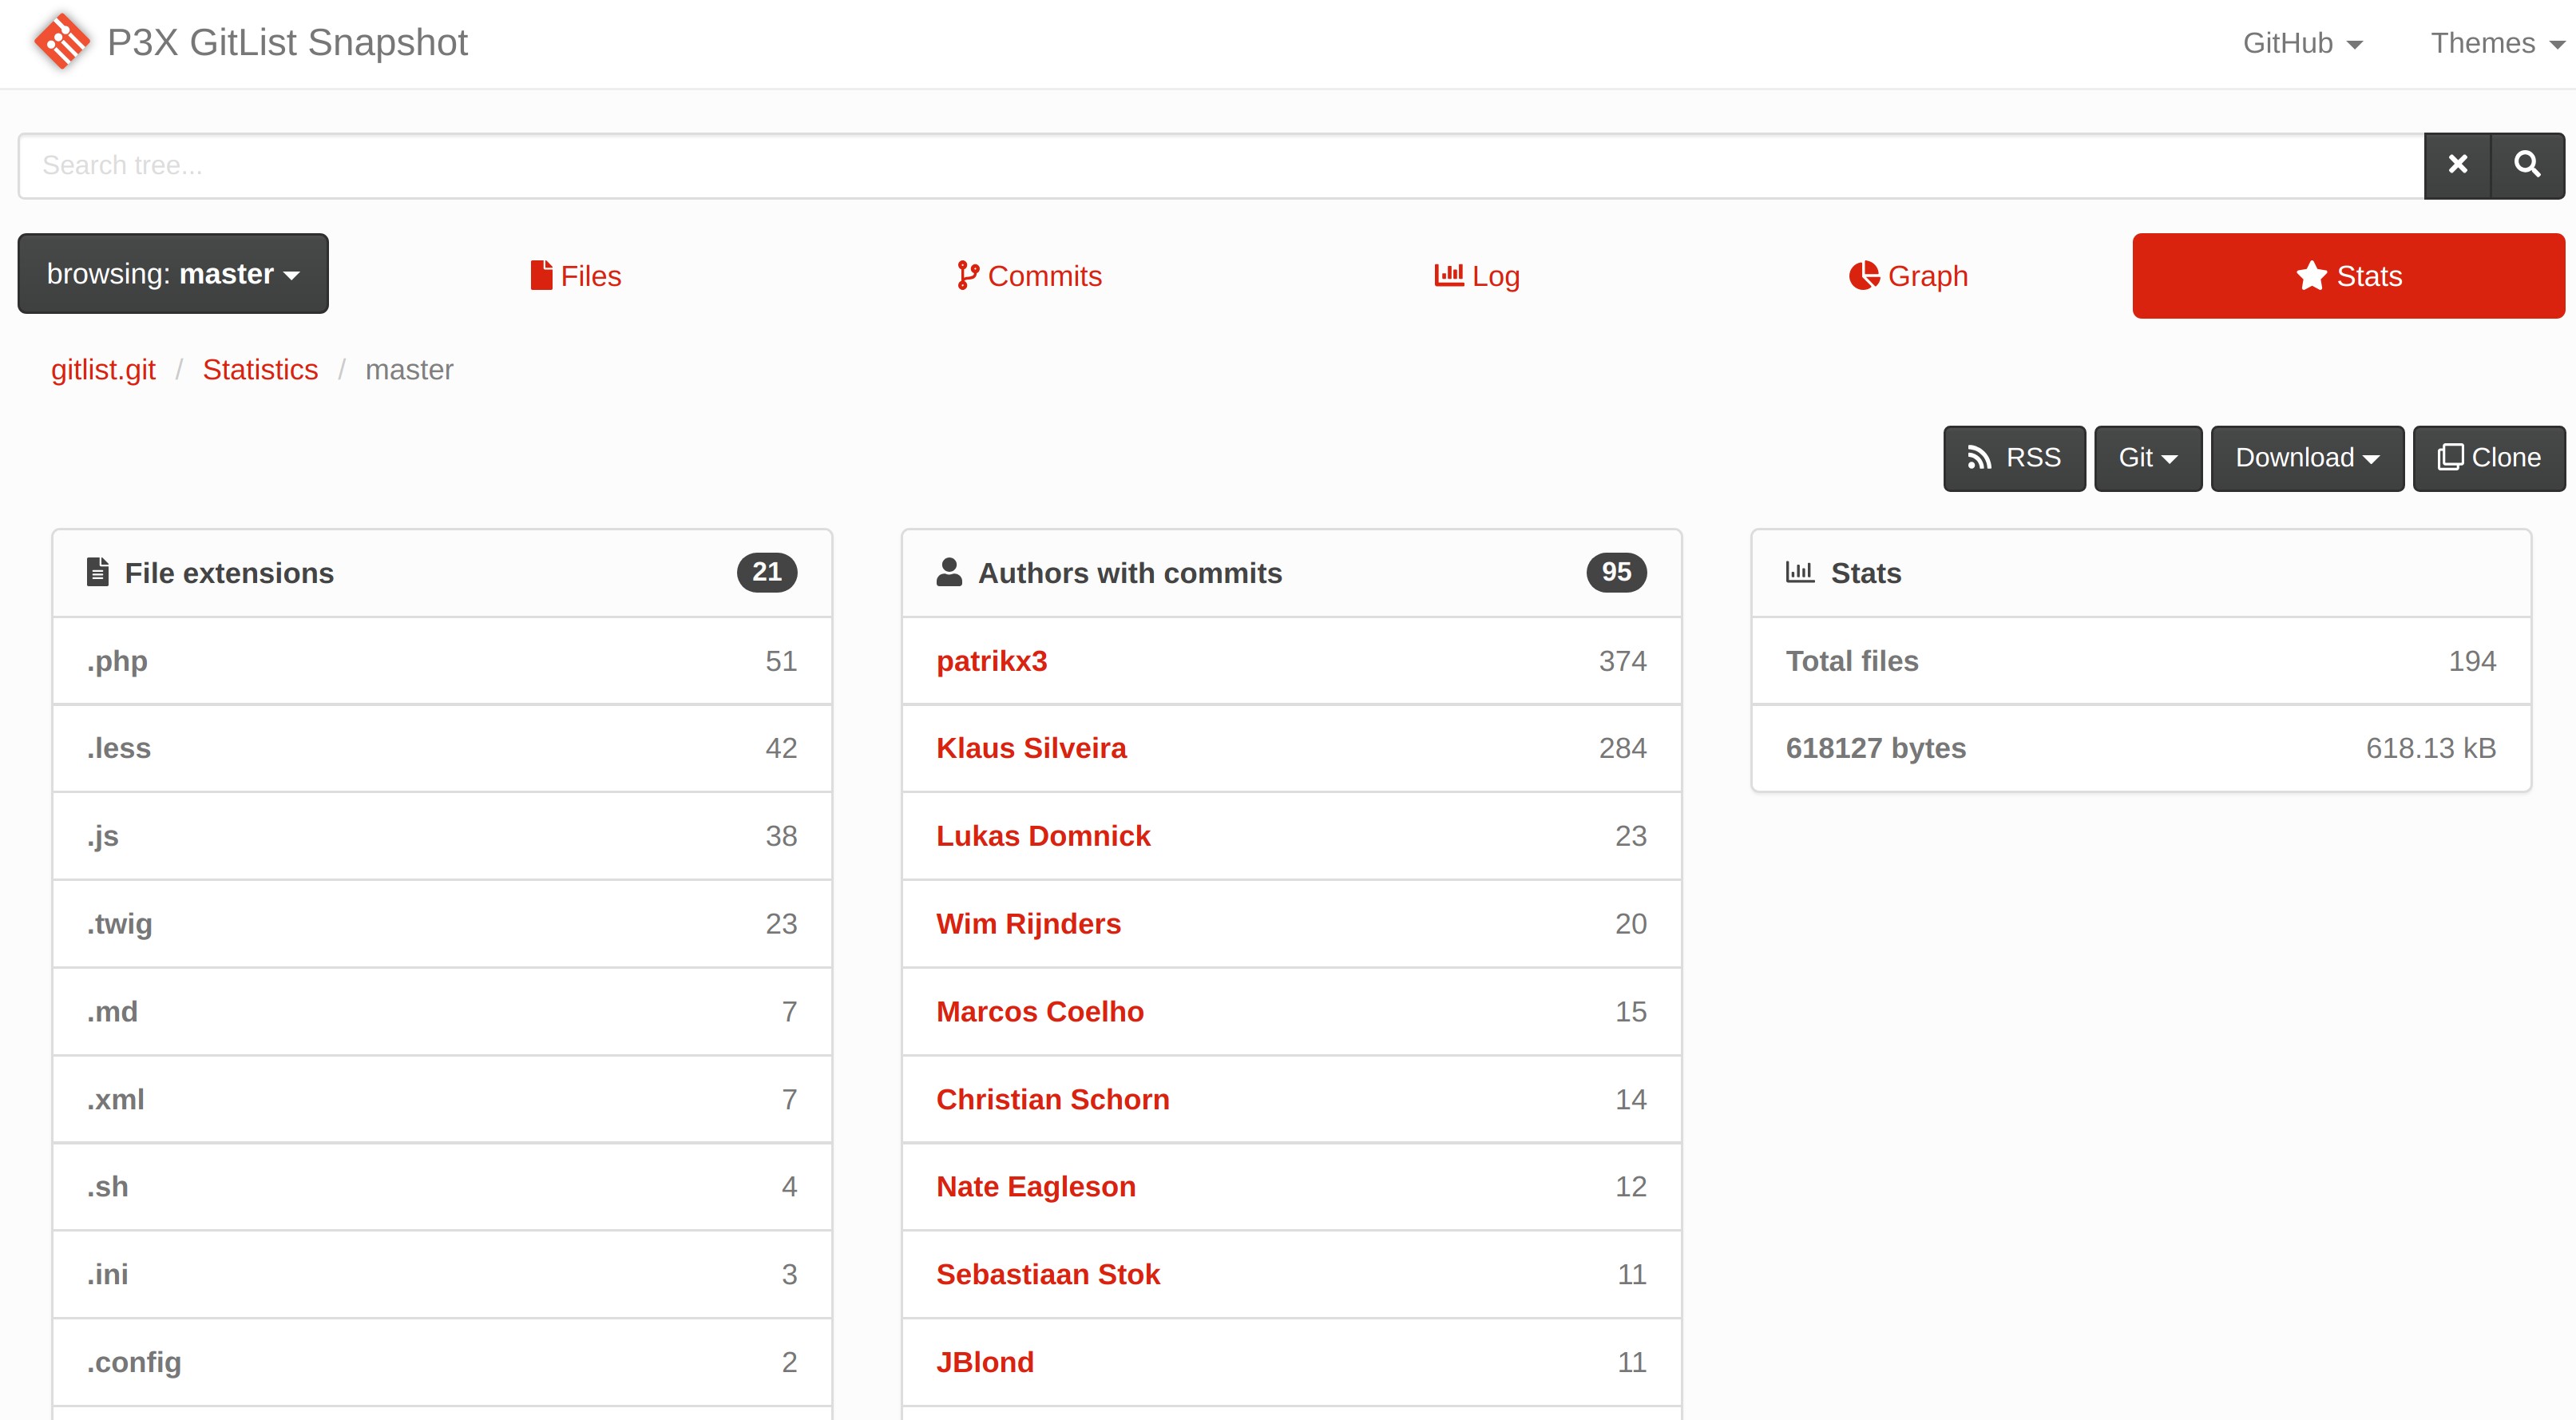 P3X GitList Snapshot
GitHub
Themes
Search tree...
browsing: master
Files
Commits
Log
Graph
Stats
gitlist.git / Statistics / master
RSS
Git
Download
Clone
File extensions 21
.php 51
.less 42
.js 38
.twig 23
.md 7
.xml 7
.sh 4
.ini 3
.config 2
Authors with commits 95
patrikx3 374
Klaus Silveira 284
Lukas Domnick 23
Wim Rijnders 20
Marcos Coelho 15
Christian Schorn 14
Nate Eagleson 12
Sebastiaan Stok 11
JBlond 11
Stats
Total files 194
618127 bytes 618.13 kB